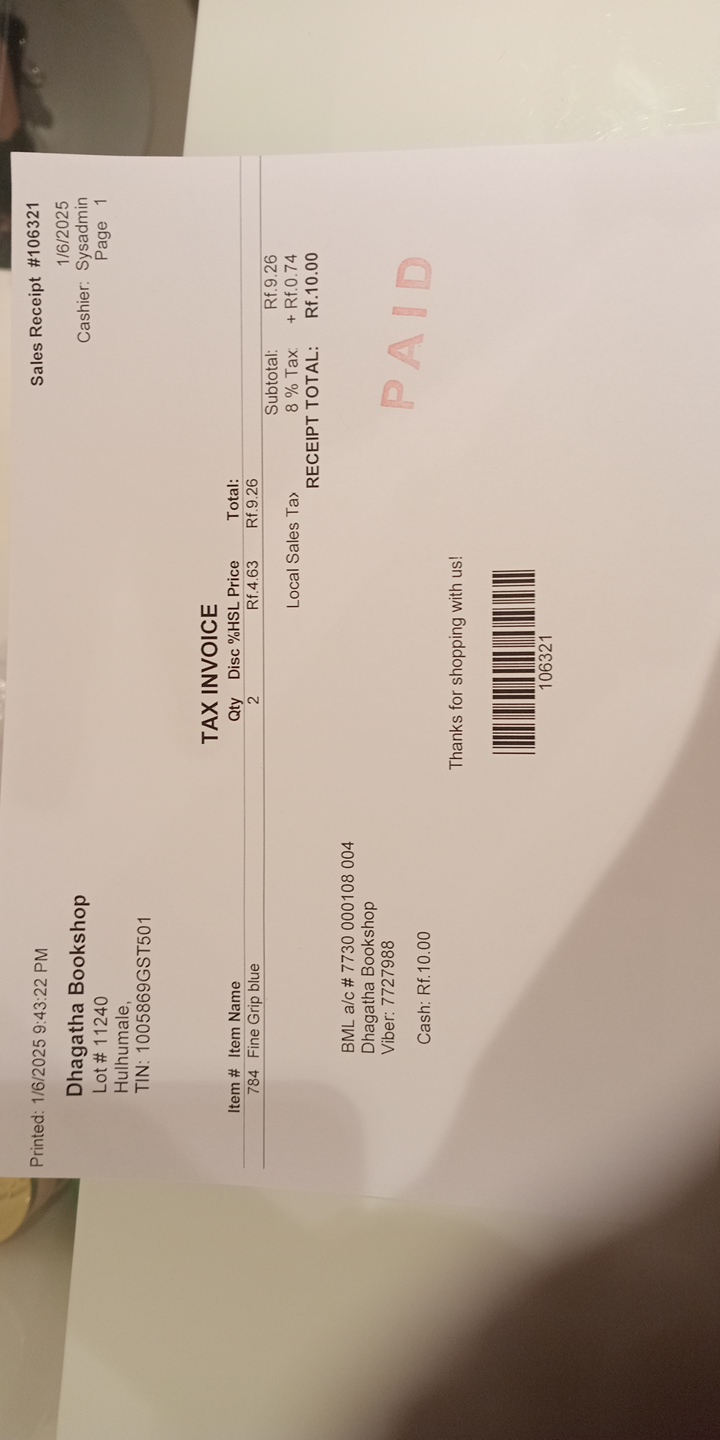 Printed: 1/6/2025 9:43:22 PM
Sales Receipt #106321
Dhagatha Bookshop
1/6/2025
Lot # 11240
Cashier: Sysadmin
Hulhumale,
Page 1
TIN: 1005869GST501
TAX INVOICE
Item # Item Name Qty Disc %HSL Price Total:
784 Fine Grip blue 2 Rf.4.63 Rf.9.26
Subtotal: Rf.9.26
Local Sales Tax 8 % Tax: + Rf.0.74
RECEIPT TOTAL: Rf.10.00
BML a/c # 7730 000108 004
Dhagatha Bookshop
Viber: 7727988
PAID
Cash: Rf.10.00
Thanks for shopping with us!
106321